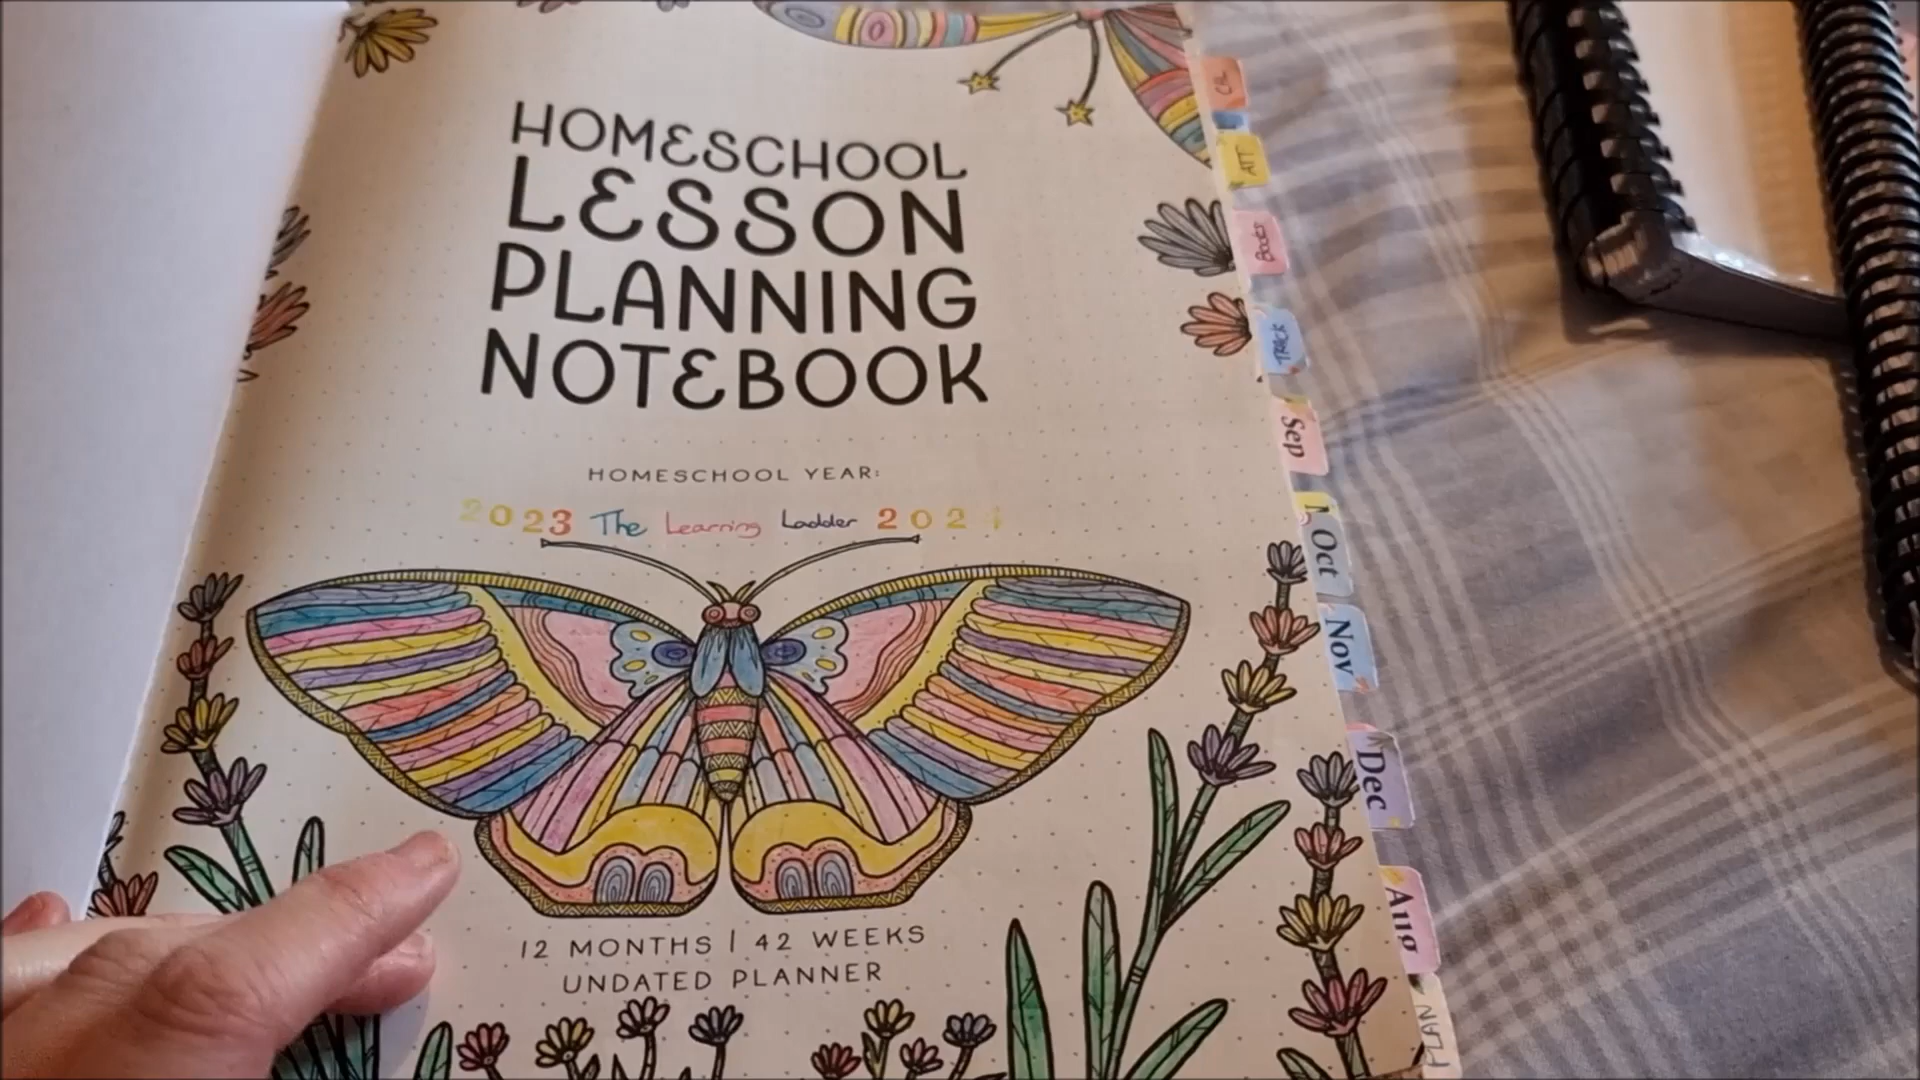 HOMESCHOOL
LESSON
PLANNING
NOTEBOOK
HOMESCHOOL YEAR:
2023 The Learning Ladder 2024
12 MONTHS | 42 WEEKS
UNDATED PLANNER
ATT
Books
TRACK
Sep
Oct
Nov
Dec
Aug
PLAN